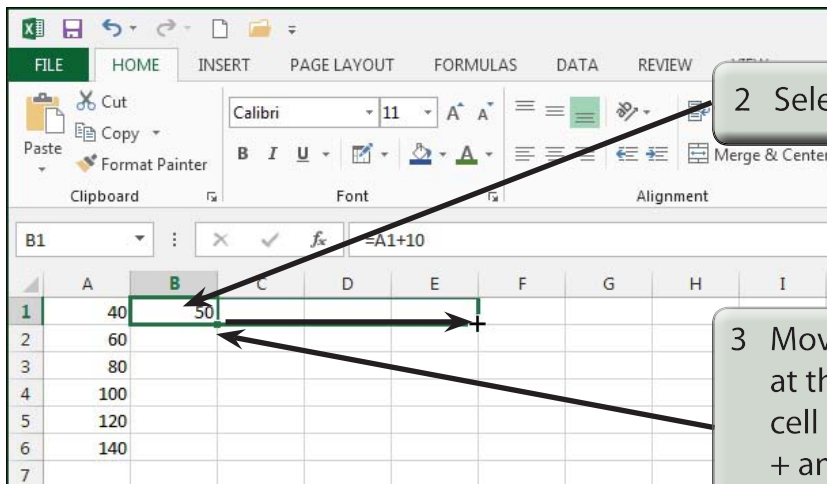 FILE HOME INSERT PAGE LAYOUT FORMULAS DATA REVIEW
2 Sele
Cut
Copy
Format Painter
Paste
Calibri 11 A A
B I U A
Merge & Center
Clipboard Font Alignment
B1 fx =A1+10
A B C D E F G H I
1 40 50
2 60
3 80
4 100
5 120
6 140
7
3 Mov
at th
cell
+ an